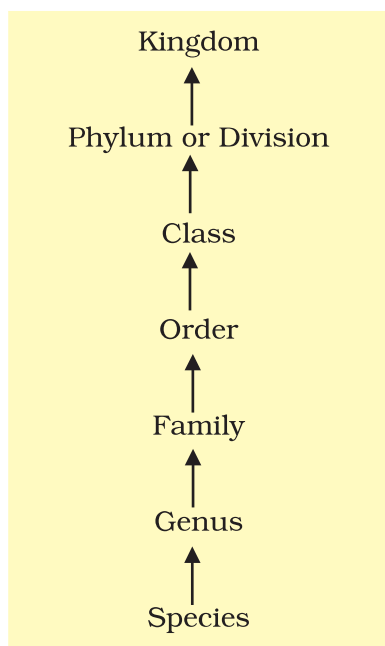 Kingdom
Phylum or Division
Class
Order
Family
Genus
Species